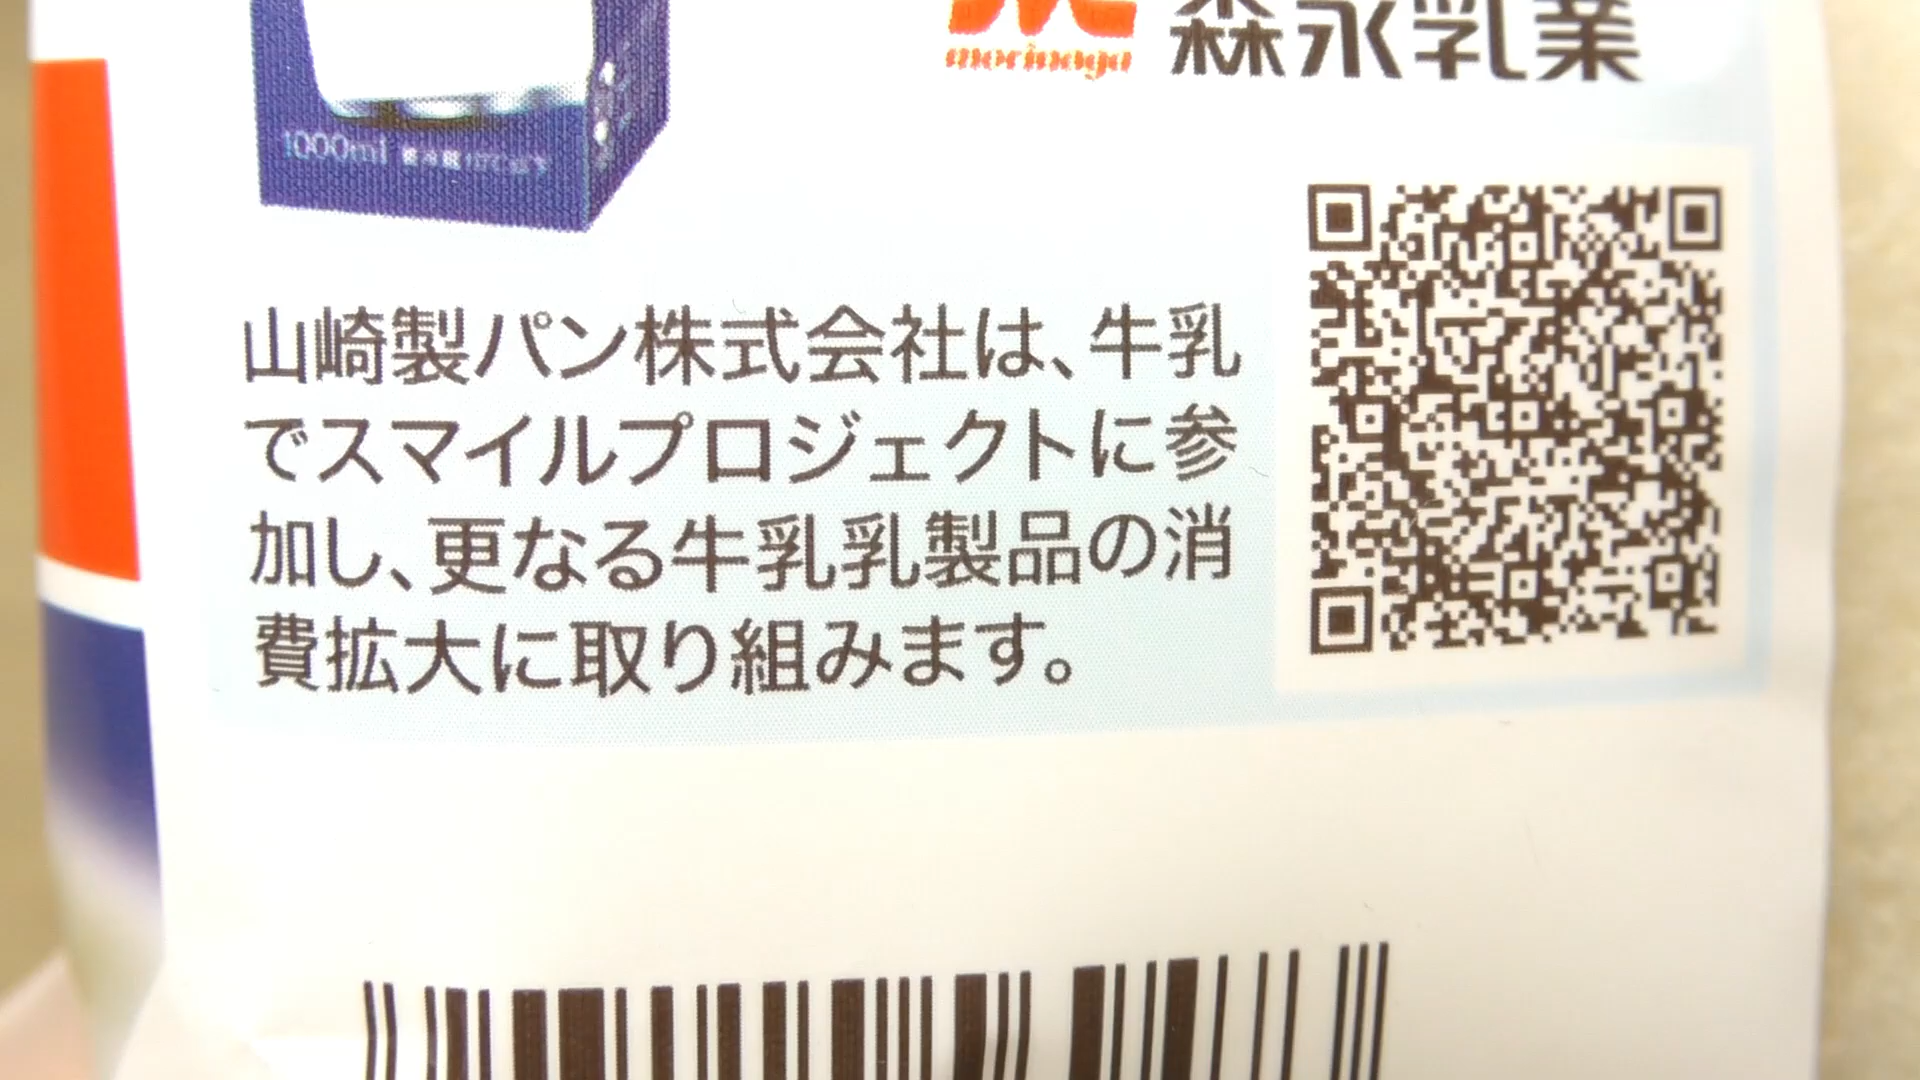 morinaga 森永乳業
1000ml
山崎製パン株式会社は、牛乳
でスマイルプロジェクトに参
加し、更なる牛乳乳製品の消
費拡大に取り組みます。